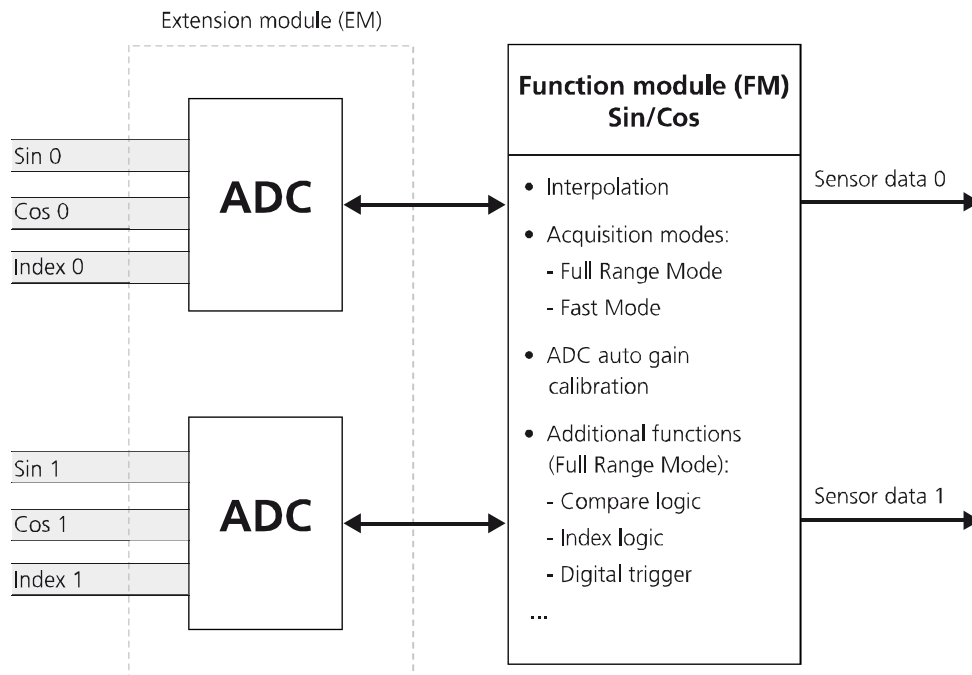 Extension module (EM)
Sin 0
Cos 0
Index 0
ADC
Sin 1
Cos 1
Index 1
ADC
Function module (FM)
Sin/Cos
• Interpolation
• Acquisition modes:
- Full Range Mode
- Fast Mode
• ADC auto gain
calibration
• Additional functions
(Full Range Mode):
- Compare logic
- Index logic
- Digital trigger
...
Sensor data 0
Sensor data 1